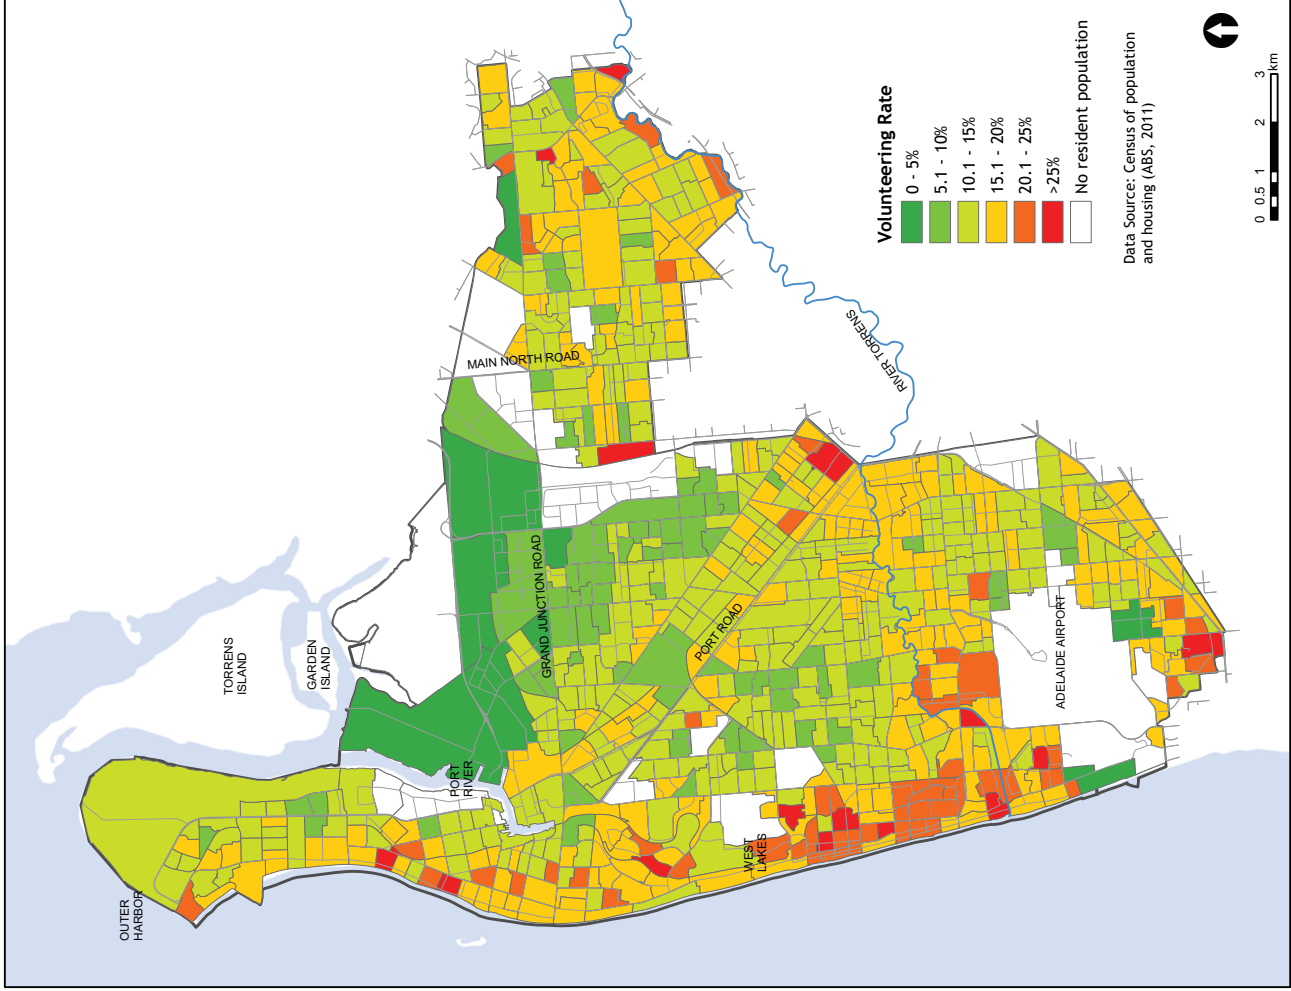 OUTER
HARBOR
TORRENS
ISLAND
GARDEN
ISLAND
PORT
RIVER
MAIN NORTH ROAD
GRAND JUNCTION ROAD
PORT ROAD
RIVER TORRENS
WEST
LAKES
ADELAIDE AIRPORT
Volunteering Rate
0 - 5%
5.1 - 10%
10.1 - 15%
15.1 - 20%
20.1 - 25%
>25%
No resident population
Data Source: Census of population
and housing (ABS, 2011)
0 0.5 1 2 3
km